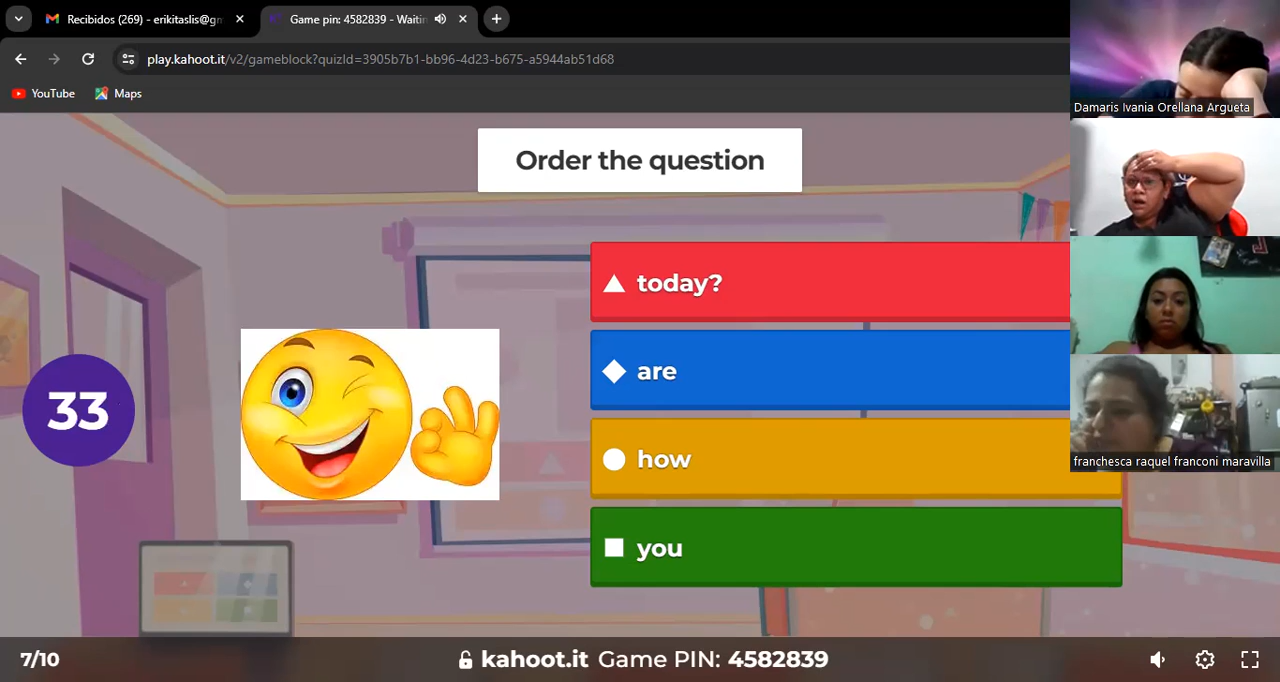 Recibidos (269) - erikitaslis@gm
Game pin: 4582839 - Waitin
play.kahoot.it/v2/gameblock?quizId=3905b7b1-bb96-4d23-b675-a5944ab51d68
YouTube
Maps
Order the question
today?
are
how
you
33
7/10
kahoot.it Game PIN: 4582839
Damaris Ivania Orellana Argueta
franchesca raquel franconi maravilla